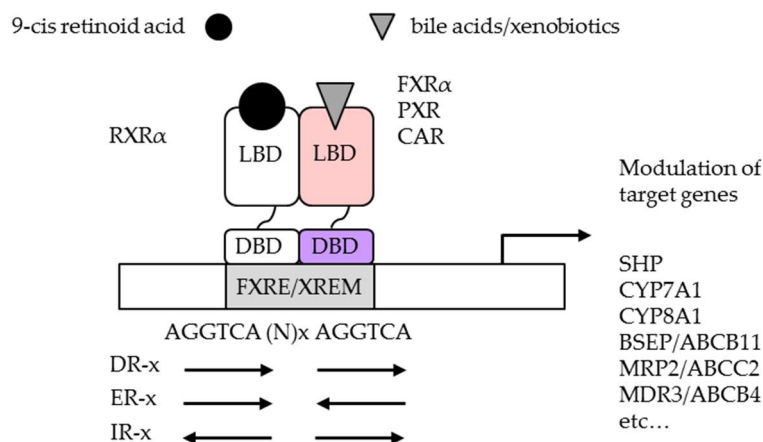 9-cis retinoid acid
bile acids/xenobiotics
FXRα
PXR
CAR
RXRα
LBD
LBD
Modulation of
target genes
DBD
DBD
FXRE/XREM
SHP
CYP7A1
CYP8A1
BSEP/ABCB11
MRP2/ABCC2
MDR3/ABCB4
etc…
AGGTCA (N)x AGGTCA
DR-x
ER-x
IR-x